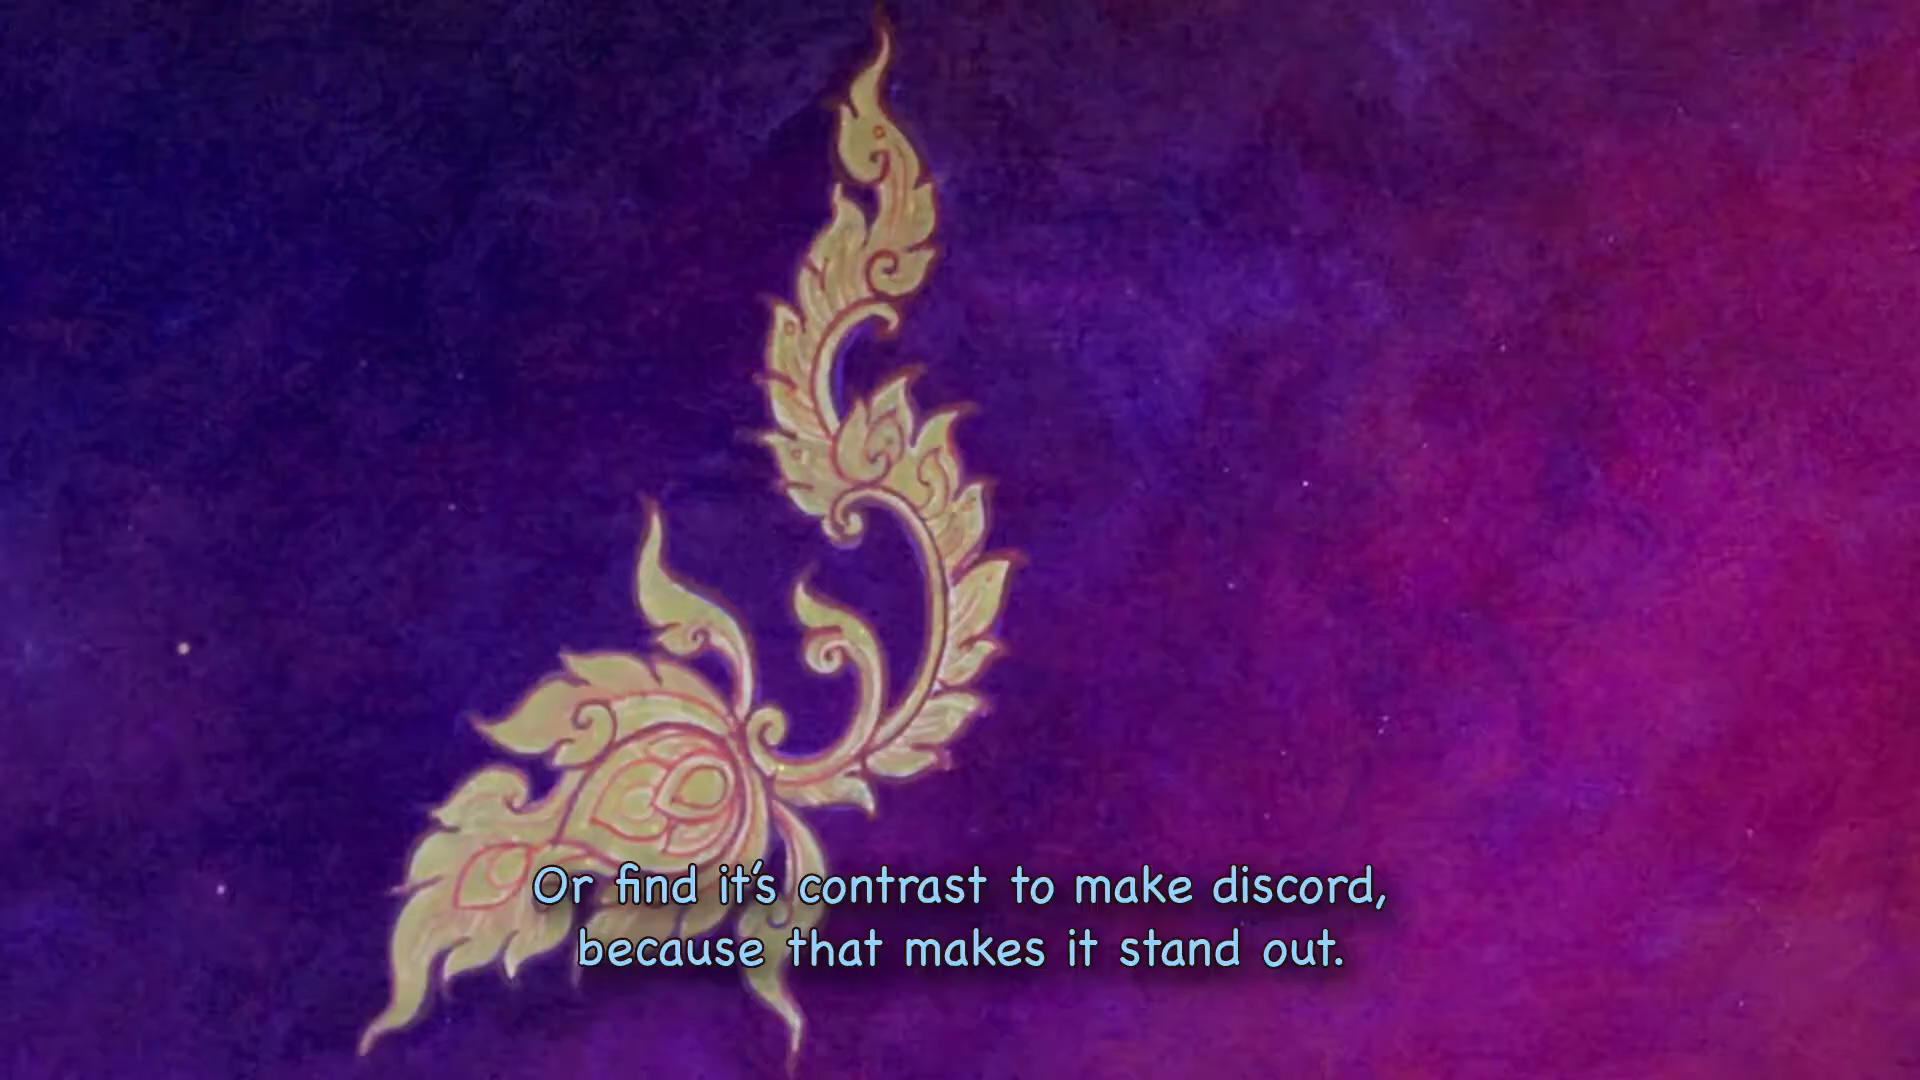 Or find it's contrast to make discord,
because that makes it stand out.